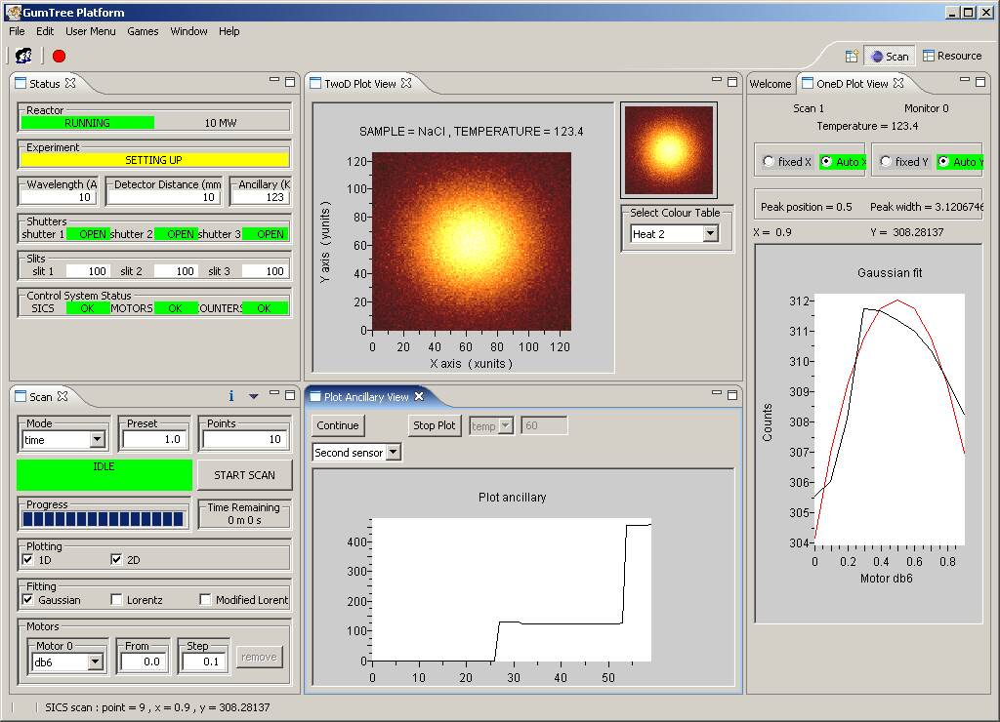 GumTree Platform
File Edit User Menu Games Window Help
Scan Resource
Status
Reactor
RUNNING 10 MW
Experiment
SETTING UP
Wavelength (A Detector Distance (mm Ancillary (K
10 10 123
Shutters
shutter 1 OPEN shutter 2 OPEN shutter 3 OPEN
Slits
slit 1 100 slit 2 100 slit 3 100
Control System Status
SICS OK MOTORS OK COUNTERS OK
TwoD Plot View
SAMPLE = NaCl , TEMPERATURE = 123.4
Y axis ( yunits )
120
100
80
60
40
20
0
0 20 40 60 80 100 120
X axis ( xunits )
Select Colour Table
Heat 2
Welcome OneD Plot View
Scan 1 Monitor 0
Temperature = 123.4
fixed X Auto X fixed Y Auto Y
Peak position = 0.5 Peak width = 3.1206746
X = 0.9 Y = 308.28137
Gaussian fit
Counts
312
311
310
309
308
307
306
305
304
0 0.2 0.4 0.6 0.8
Motor db6
Scan
Mode Preset Points
time 1.0 10
IDLE START SCAN
Progress Time Remaining
0 m 0 s
Plotting
1D 2D
Fitting
Gaussian Lorentz Modified Lorent
Motors
Motor 0 From Step
db6 0.0 0.1 remove
Plot Ancillary View
Continue Stop Plot temp 60
Second sensor
Plot ancillary
400
300
200
100
0
0 10 20 30 40 50
SICS scan : point = 9 , x = 0.9 , y = 308.28137